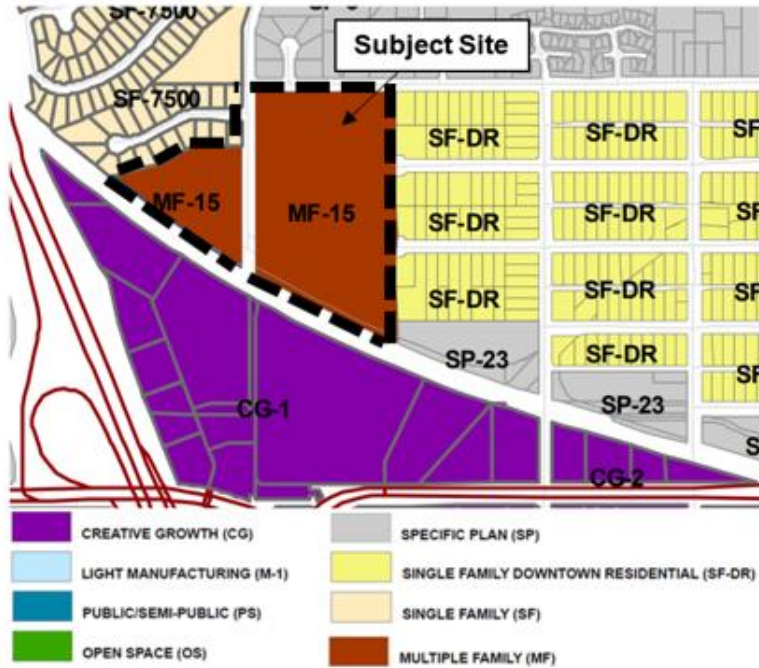 SF-7500
Subject Site
SF-7500
SF-DR
SF-DR
SF
MF-15
MF-15
SF-DR
SF-DR
SF
SF-DR
SF-DR
SF
SP-23
SF-DR
SF
CG-1
SP-23
S
CG-2
CREATIVE GROWTH (CG)
SPECIFIC PLAN (SP)
LIGHT MANUFACTURING (M-1)
SINGLE FAMILY DOWNTOWN RESIDENTIAL (SF-DR)
PUBLIC/SEMI-PUBLIC (PS)
SINGLE FAMILY (SF)
OPEN SPACE (OS)
MULTIPLE FAMILY (MF)